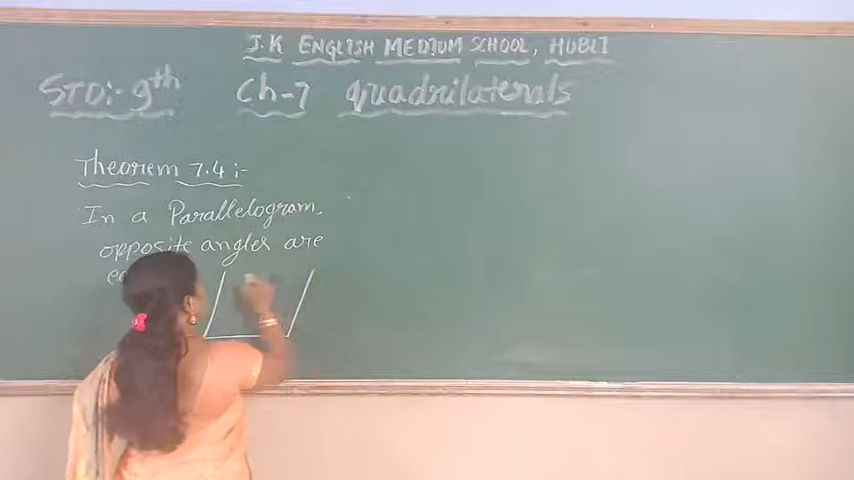 J.K ENGLISH MEDIUM SCHOOL, HUBLI
STD:- 9th Ch-7 quadrilaterals
Theorem 7.4 :-
In a Parallelogram,
opposite angles are